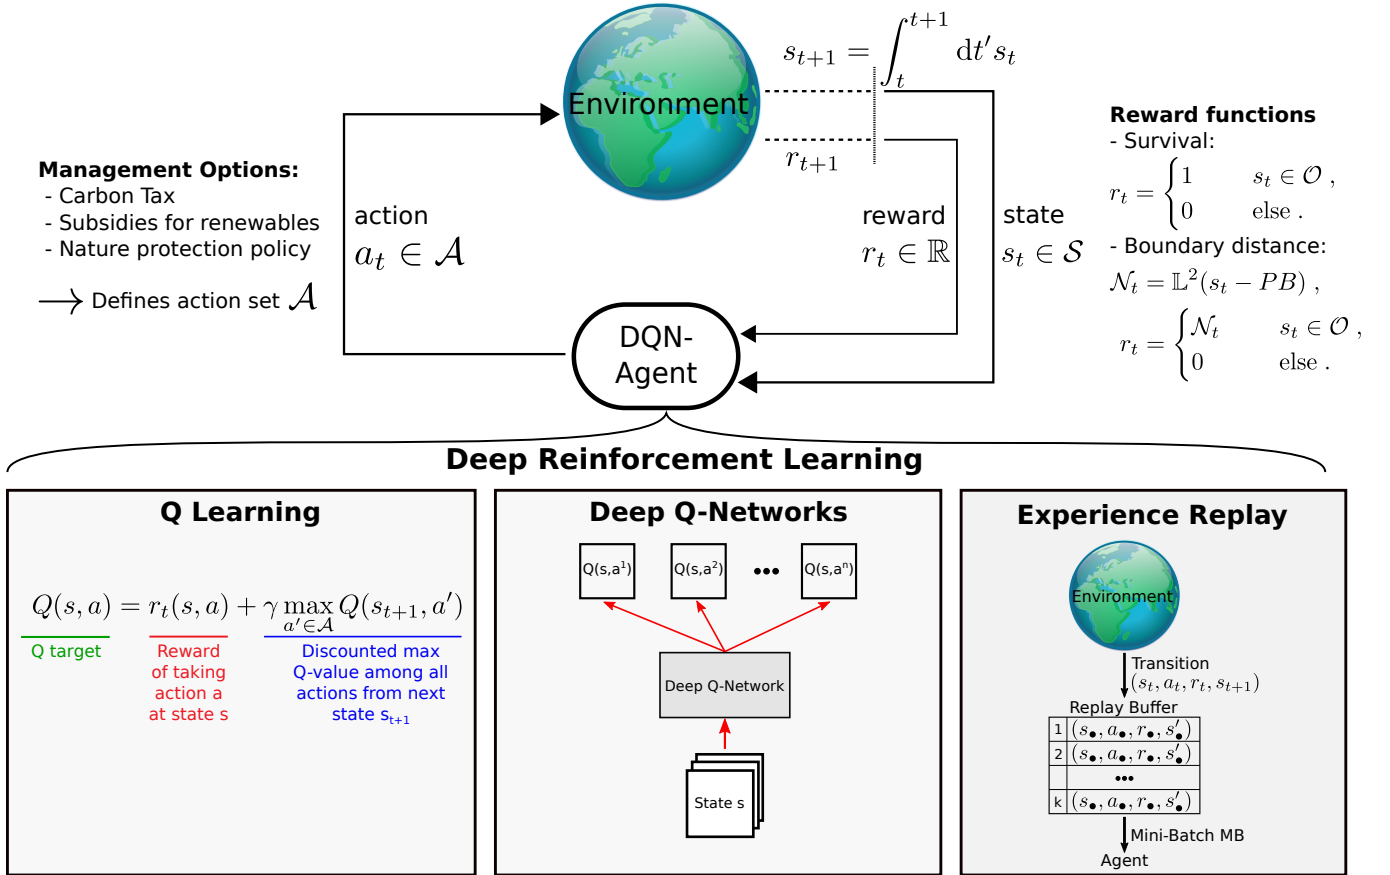 Environment
s_{t+1} = \int_t^{t+1} dt' s_t
r_{t+1}
Management Options:
- Carbon Tax
- Subsidies for renewables
- Nature protection policy
⟶ Defines action set 𝒜
action
a_t ∈ 𝒜
reward
r_t ∈ ℝ
state
s_t ∈ 𝒮
Reward functions
- Survival:
r_t = { 1 s_t ∈ 𝒪 ,
0 else .
- Boundary distance:
𝒩_t = 𝕃^2(s_t − PB) ,
r_t = { 𝒩_t s_t ∈ 𝒪 ,
0 else .
DQN-
Agent
Deep Reinforcement Learning
Q Learning
Q(s, a) = r_t(s, a) + γ max_{a'∈𝒜} Q(s_{t+1}, a')
Q target
Reward
of taking
action a
at state s
Discounted max
Q-value among all
actions from next
state s_{t+1}
Deep Q-Networks
Q(s,a^1) Q(s,a^2) ••• Q(s,a^n)
Deep Q-Network
State s
Experience Replay
Environment
Transition
(s_t, a_t, r_t, s_{t+1})
Replay Buffer
1 (s_•, a_•, r_•, s'_•)
2 (s_•, a_•, r_•, s'_•)
•••
k (s_•, a_•, r_•, s'_•)
Mini-Batch MB
Agent